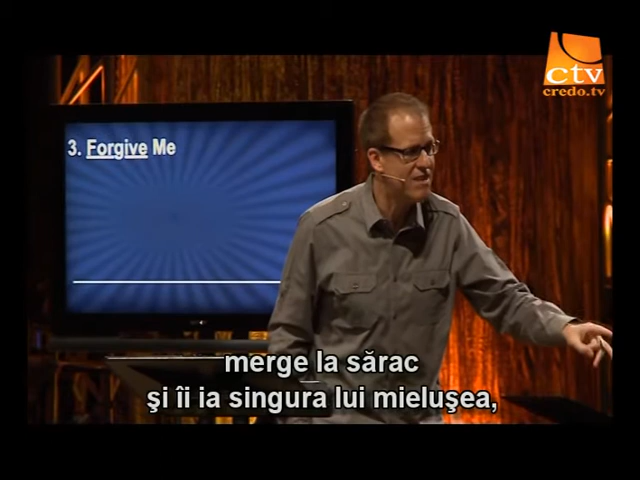 ctv
credo.tv
3. Forgive Me
merge la sărac
şi îi ia singura lui mieluşea,